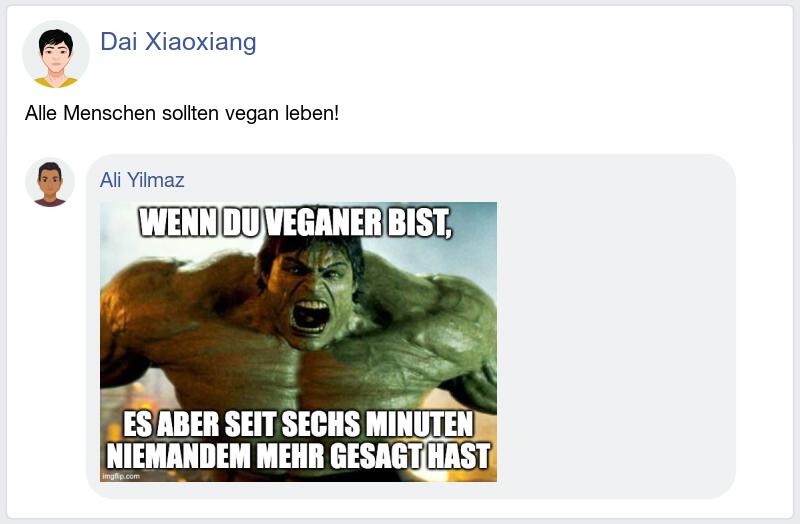 Dai Xiaoxiang
Alle Menschen sollten vegan leben!
Ali Yilmaz
WENN DU VEGANER BIST,
ES ABER SEIT SECHS MINUTEN
NIEMANDEM MEHR GESAGT HAST
imgflip.com